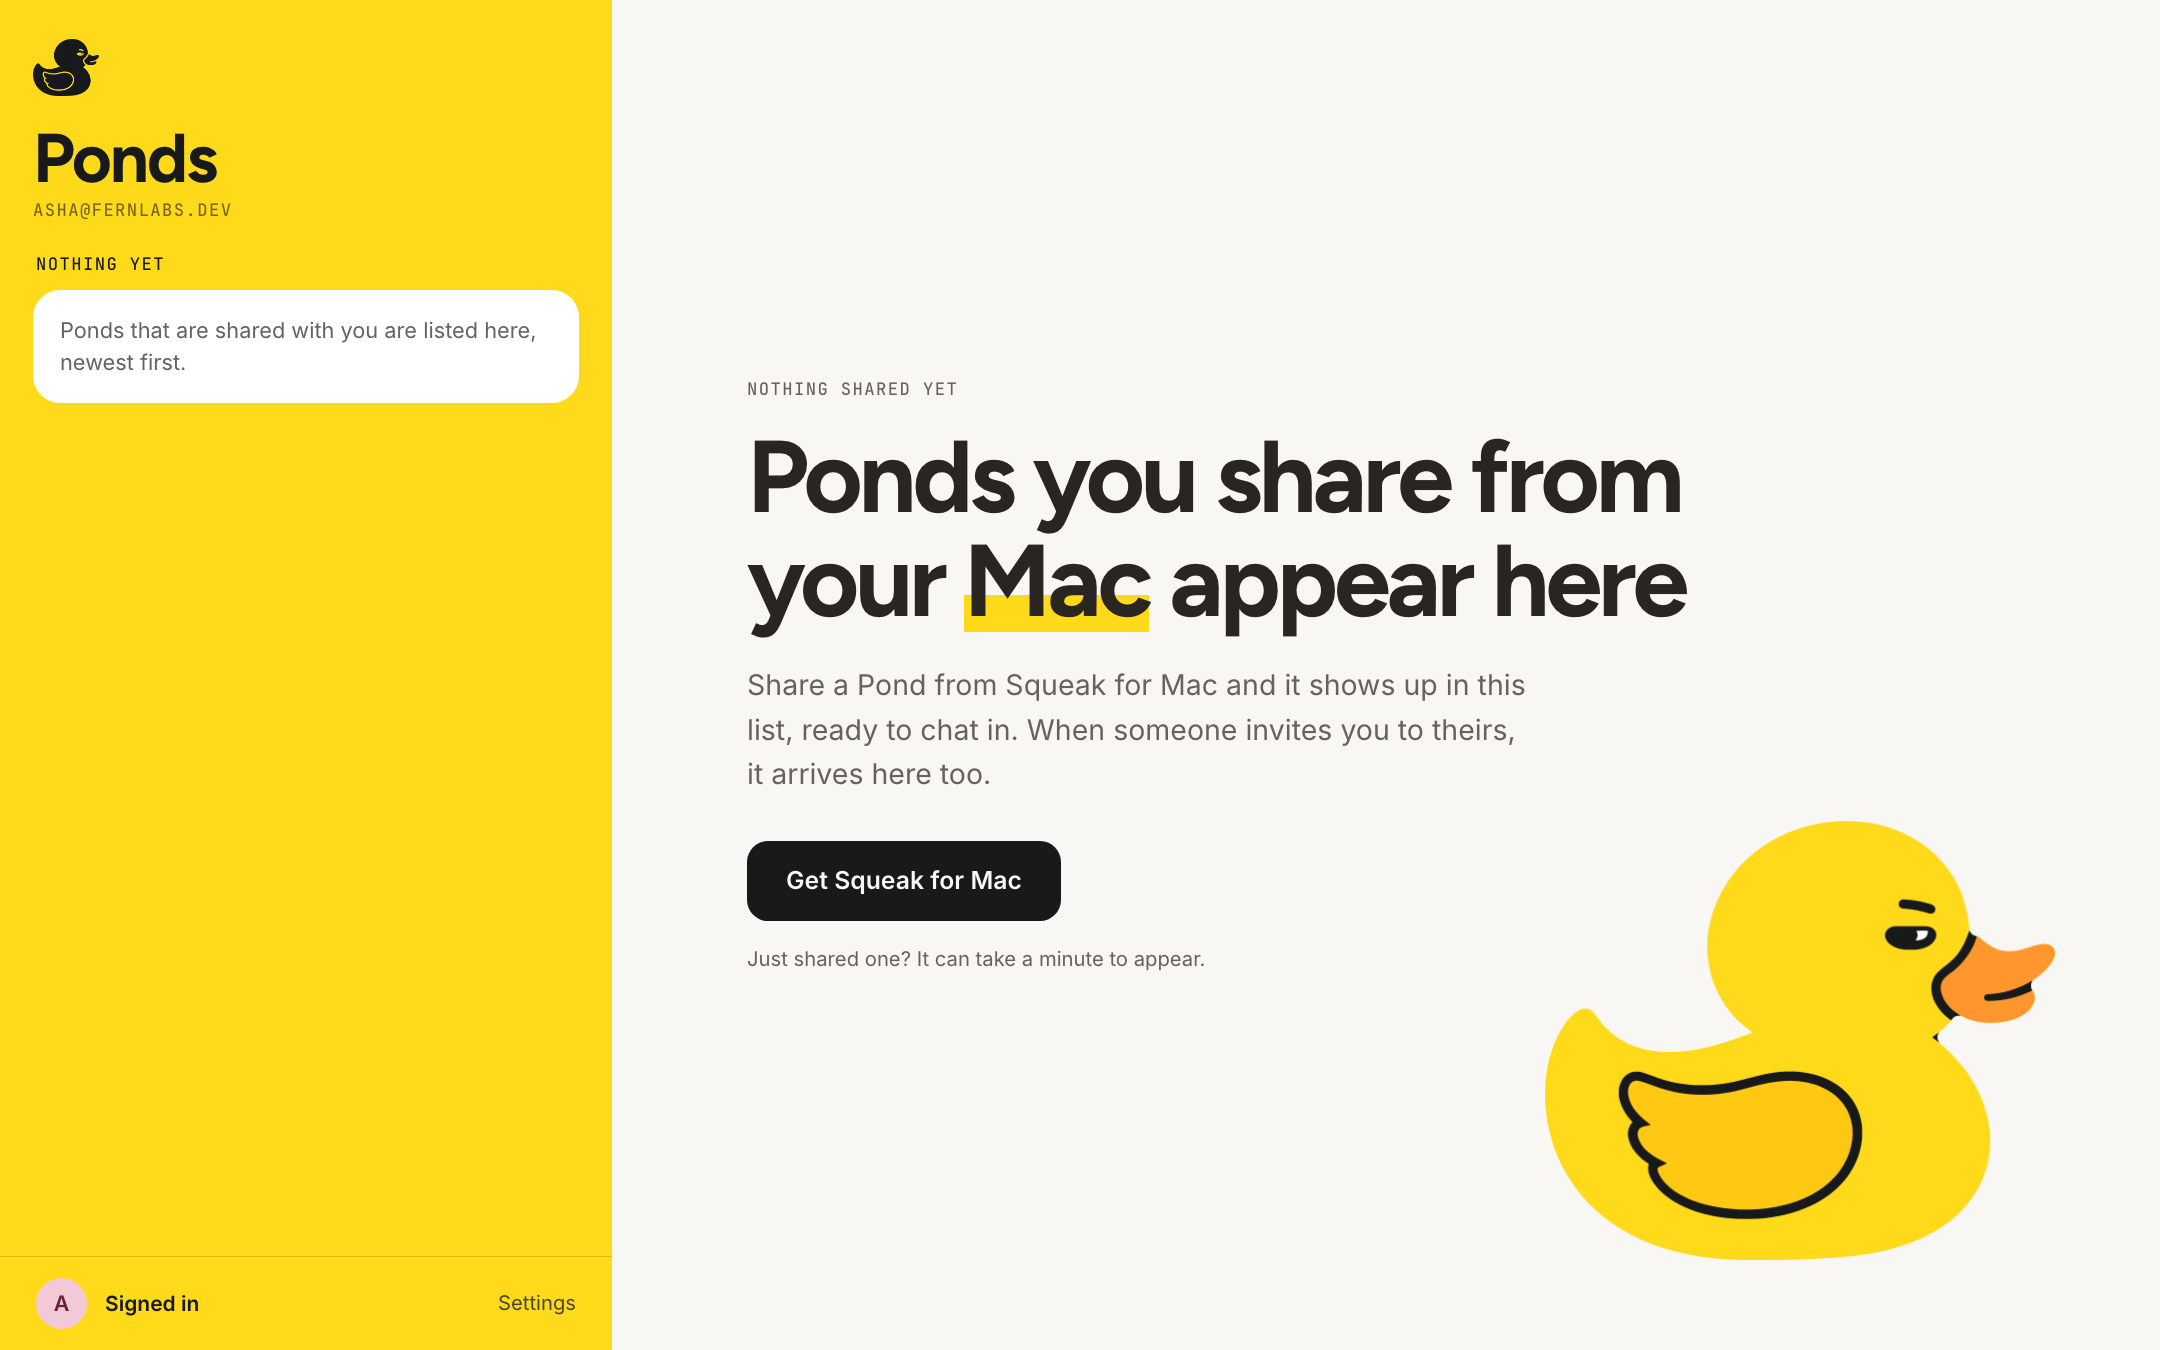 Ponds
ASHA@FERNLABS.DEV
NOTHING YET
Ponds that are shared with you are listed here,
newest first.
NOTHING SHARED YET
Ponds you share from
your Mac appear here
Share a Pond from Squeak for Mac and it shows up in this
list, ready to chat in. When someone invites you to theirs,
it arrives here too.
Get Squeak for Mac
Just shared one? It can take a minute to appear.
A
Signed in
Settings